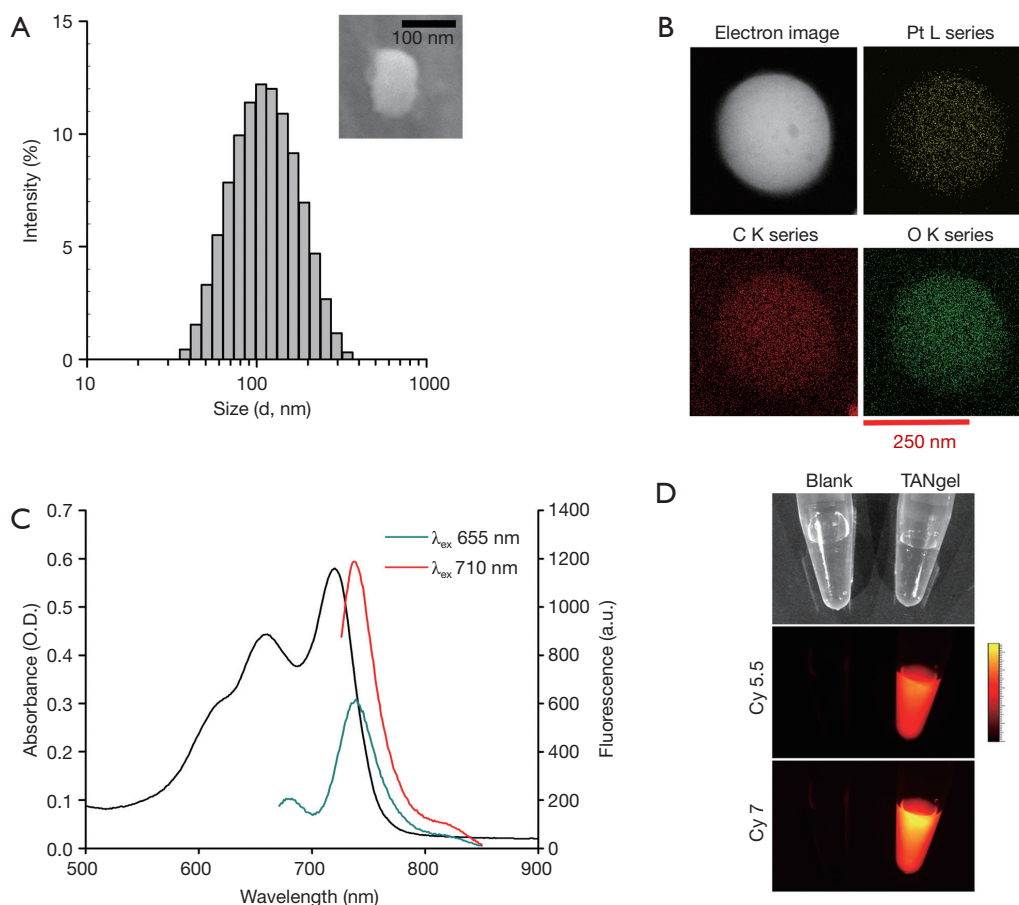 A
15
10
5
0
Intensity (%)
10
100
1000
Size (d, nm)
100 nm
B
Electron image
Pt L series
C K series
O K series
250 nm
C
0.7
0.6
0.5
0.4
0.3
0.2
0.1
0.0
Absorbance (O.D.)
1400
1200
1000
800
600
400
200
0
Fluorescence (a.u.)
λex 655 nm
λex 710 nm
500
600
700
800
900
Wavelength (nm)
D
Blank
TANgel
Cy 5.5
Cy 7